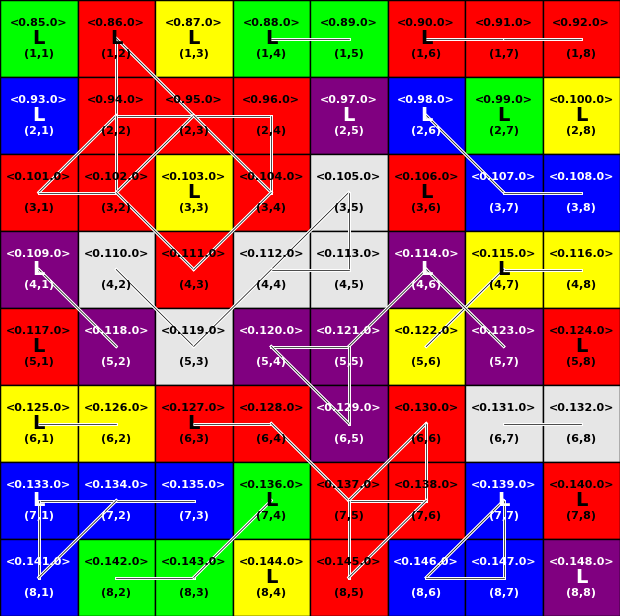 <0.85.0> <0.86.0> <0.87.0> <0.88.0> <0.89.0> <0.90.0> <0.91.0> <0.92.0>
L L L L L
(1,1) (1,2) (1,3) (1,4) (1,5) (1,6) (1,7) (1,8)
<0.93.0> <0.94.0> <0.95.0> <0.96.0> <0.97.0> <0.98.0> <0.99.0> <0.100.0>
L L L L L
(2,1) (2,2) (2,3) (2,4) (2,5) (2,6) (2,7) (2,8)
<0.101.0> <0.102.0> <0.103.0> <0.104.0> <0.105.0> <0.106.0> <0.107.0> <0.108.0>
L L
(3,1) (3,2) (3,3) (3,4) (3,5) (3,6) (3,7) (3,8)
<0.109.0> <0.110.0> <0.111.0> <0.112.0> <0.113.0> <0.114.0> <0.115.0> <0.116.0>
L L L
(4,1) (4,2) (4,3) (4,4) (4,5) (4,6) (4,7) (4,8)
<0.117.0> <0.118.0> <0.119.0> <0.120.0> <0.121.0> <0.122.0> <0.123.0> <0.124.0>
L L
(5,1) (5,2) (5,3) (5,4) (5,5) (5,6) (5,7) (5,8)
<0.125.0> <0.126.0> <0.127.0> <0.128.0> <0.129.0> <0.130.0> <0.131.0> <0.132.0>
L L
(6,1) (6,2) (6,3) (6,4) (6,5) (6,6) (6,7) (6,8)
<0.133.0> <0.134.0> <0.135.0> <0.136.0> <0.137.0> <0.138.0> <0.139.0> <0.140.0>
L L L L
(7,1) (7,2) (7,3) (7,4) (7,5) (7,6) (7,7) (7,8)
<0.141.0> <0.142.0> <0.143.0> <0.144.0> <0.145.0> <0.146.0> <0.147.0> <0.148.0>
L L
(8,1) (8,2) (8,3) (8,4) (8,5) (8,6) (8,7) (8,8)